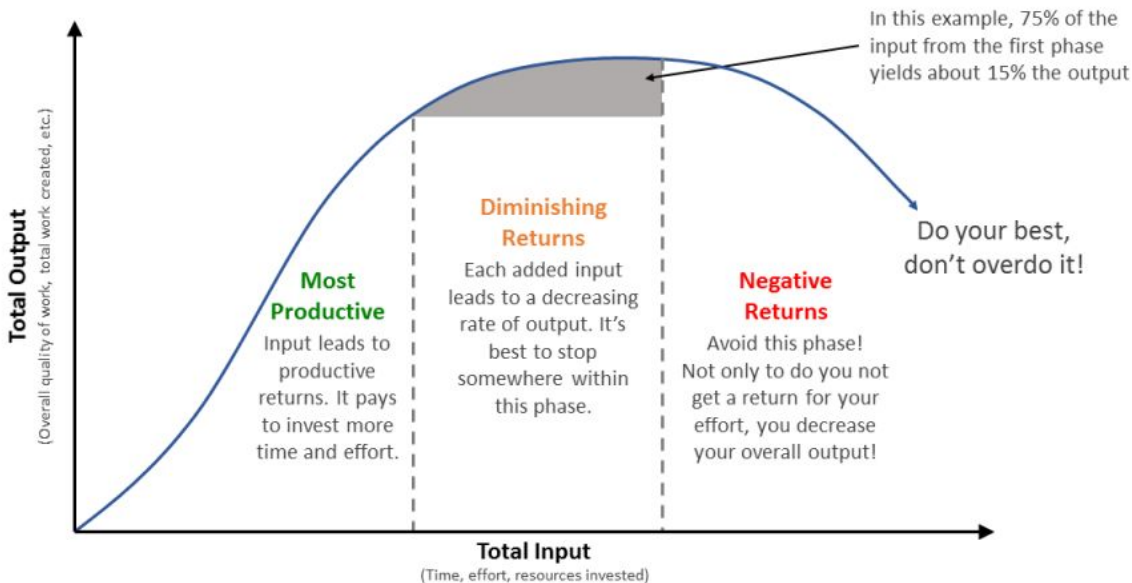 In this example, 75% of the
input from the first phase
yields about 15% the output
Total Output
(Overall quality of work, total work created, etc.)
Most
Productive
Input leads to
productive
returns. It pays
to invest more
time and effort.
Diminishing
Returns
Each added input
leads to a decreasing
rate of output. It's
best to stop
somewhere within
this phase.
Negative
Returns
Avoid this phase!
Not only to do you not
get a return for your
effort, you decrease
your overall output!
Do your best,
don't overdo it!
Total Input
(Time, effort, resources invested)